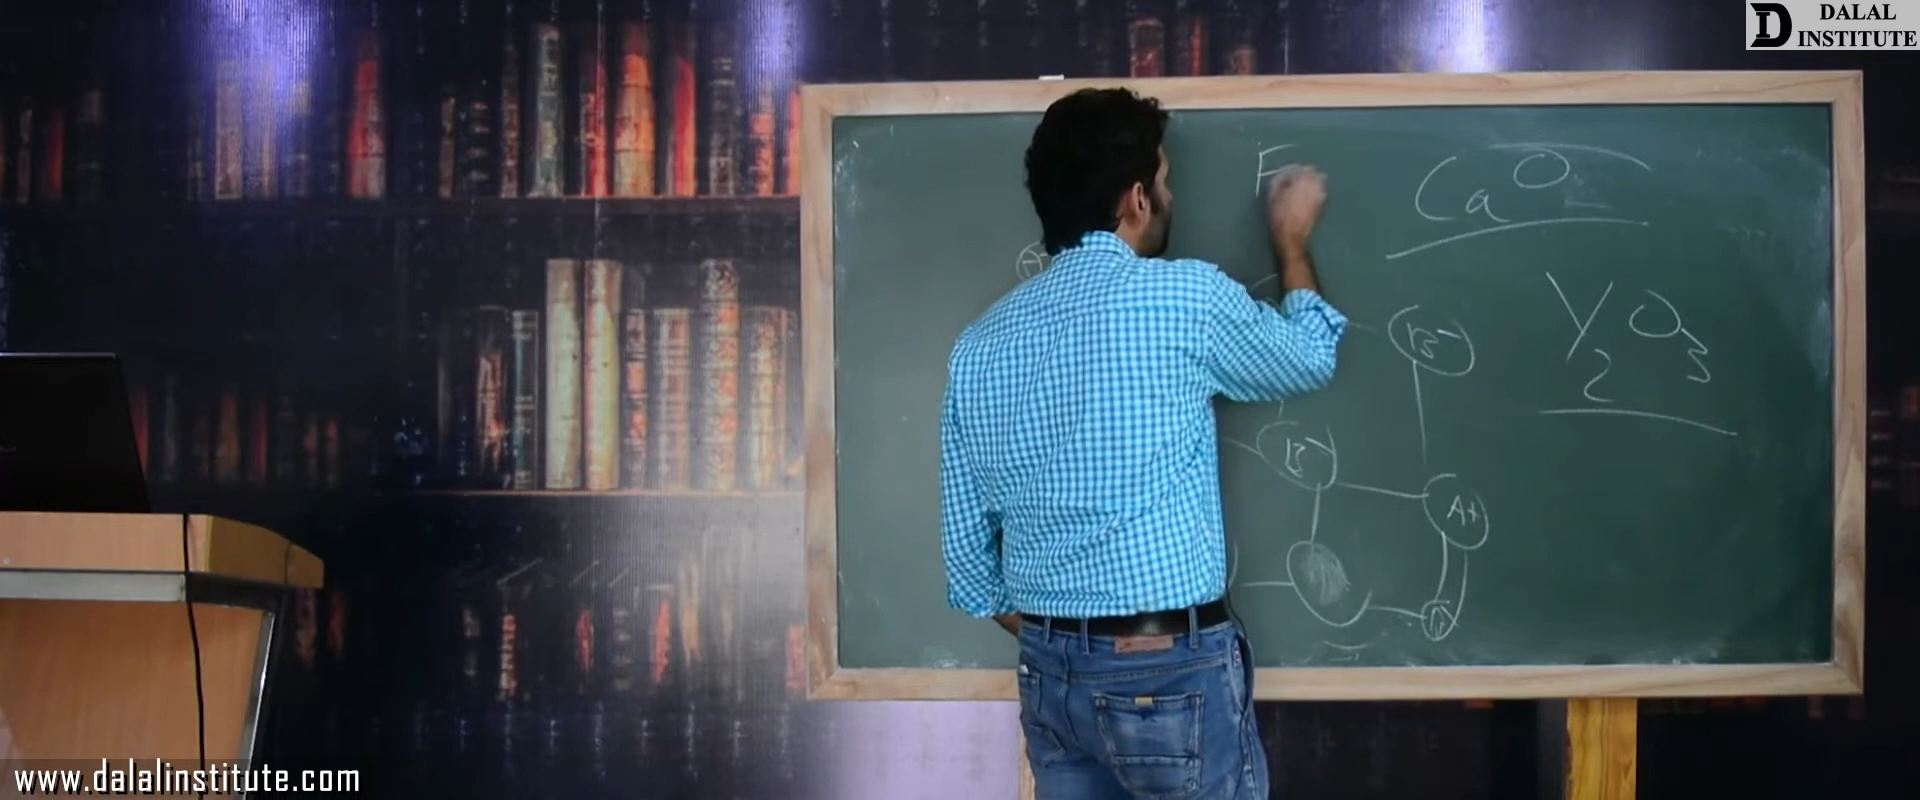 DALAL
INSTITUTE
F
CaO
Y2O3
B-
B-
A+
www.dalalinstitute.com